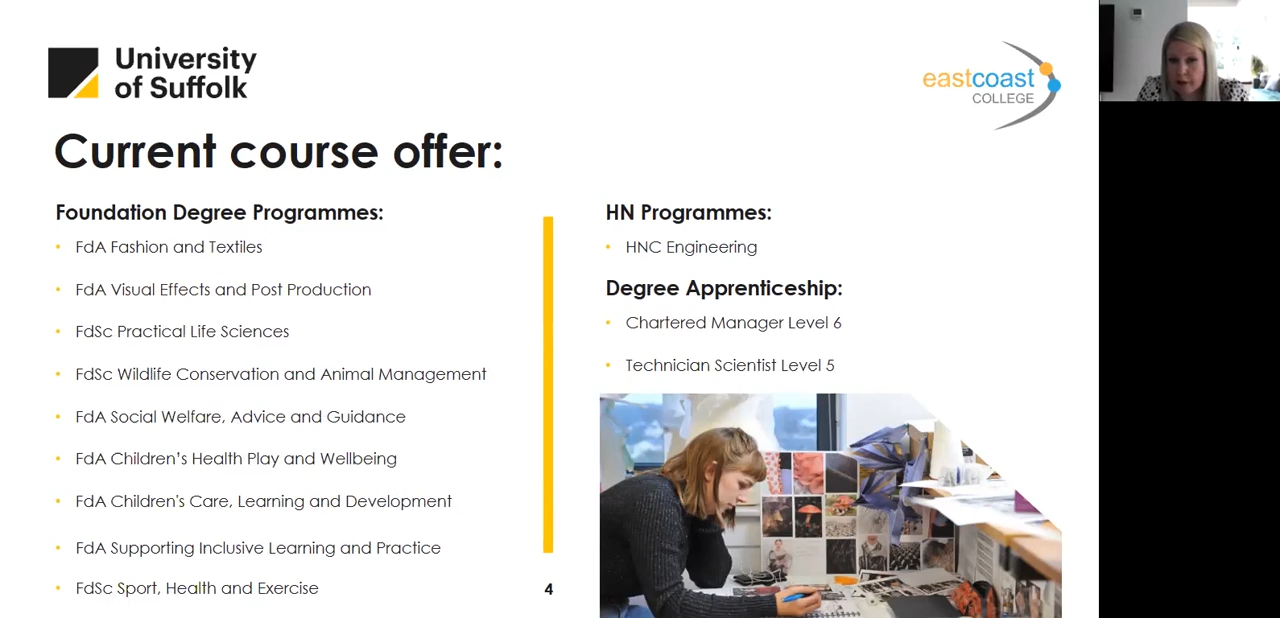 University
of Suffolk
eastcoast
COLLEGE
Current course offer:
Foundation Degree Programmes:
• FdA Fashion and Textiles
• FdA Visual Effects and Post Production
• FdSc Practical Life Sciences
• FdSc Wildlife Conservation and Animal Management
• FdA Social Welfare, Advice and Guidance
• FdA Children’s Health Play and Wellbeing
• FdA Children's Care, Learning and Development
• FdA Supporting Inclusive Learning and Practice
• FdSc Sport, Health and Exercise
HN Programmes:
• HNC Engineering
Degree Apprenticeship:
• Chartered Manager Level 6
• Technician Scientist Level 5
4